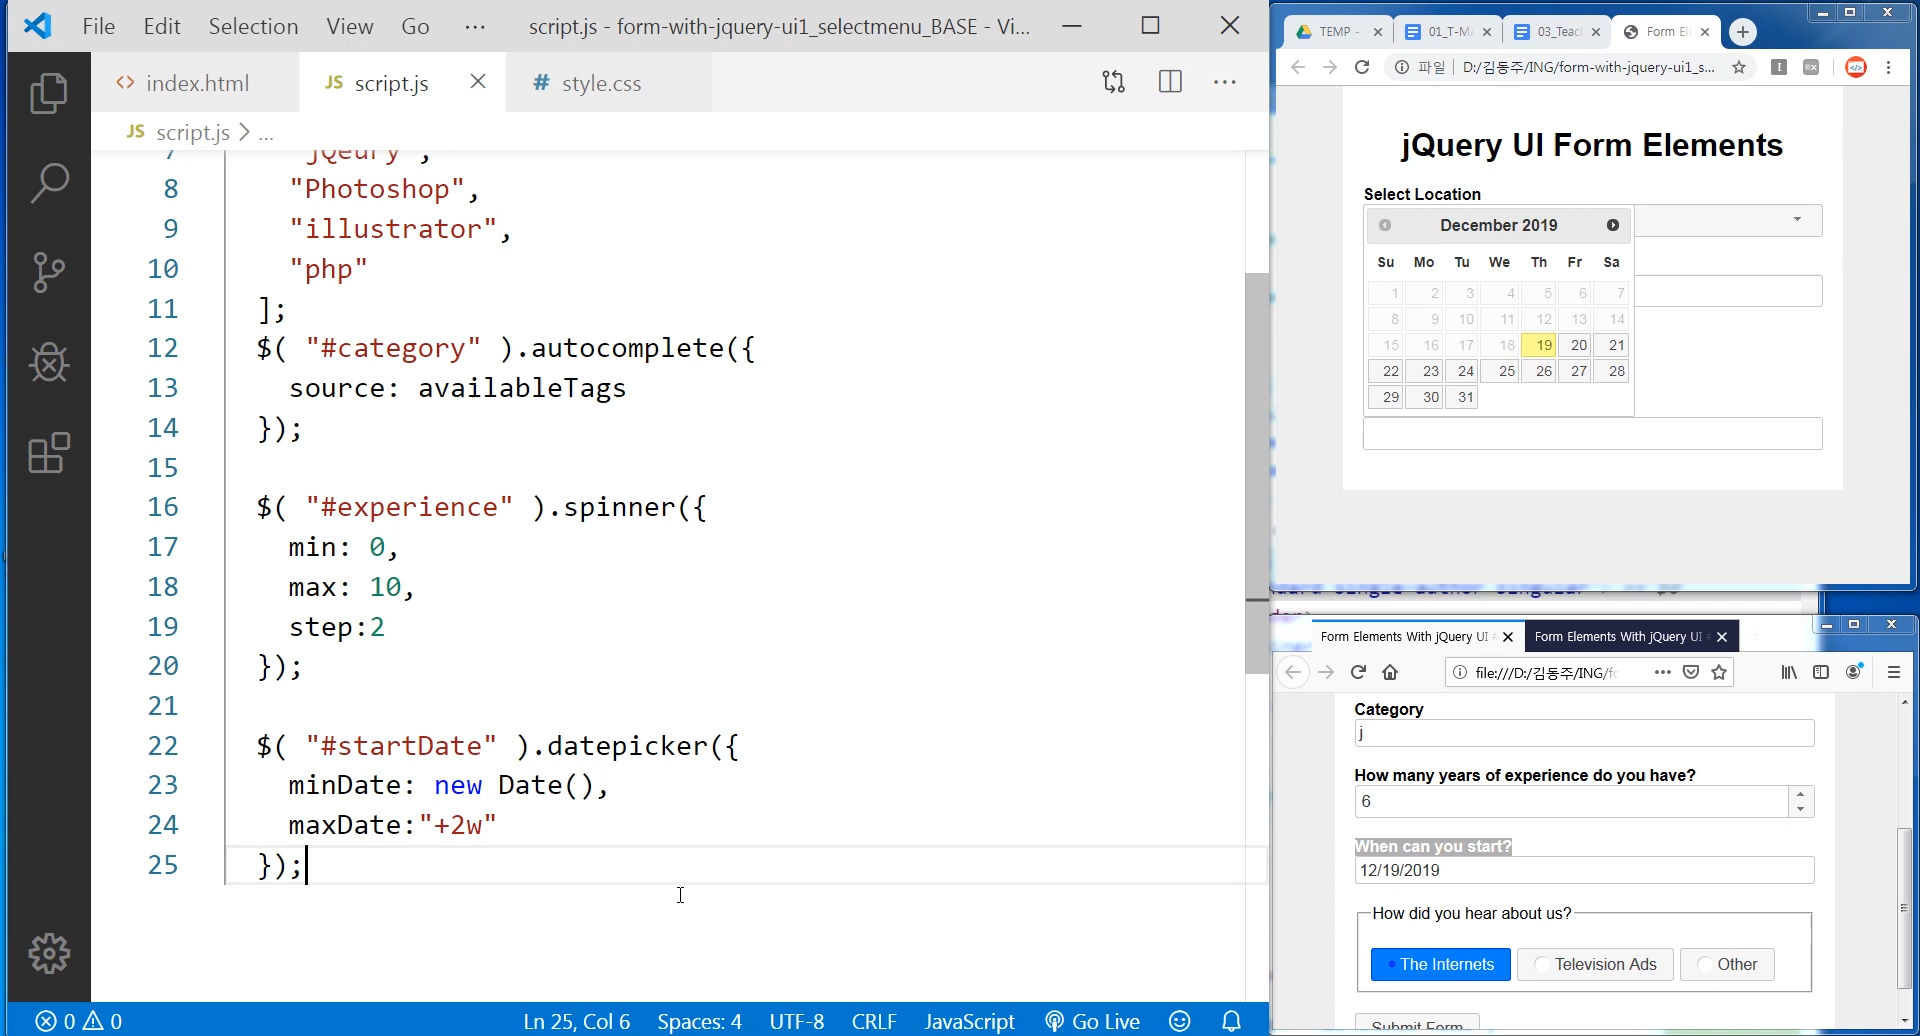 File Edit Selection View Go ··· script.js - form-with-jquery-ui1_selectmenu_BASE - Vi...
<> index.html JS script.js # style.css
JS script.js > ...
7 "jQeury",
8 "Photoshop",
9 "illustrator",
10 "php"
11 ];
12 $( "#category" ).autocomplete({
13 source: availableTags
14 });
15
16 $( "#experience" ).spinner({
17 min: 0,
18 max: 10,
19 step:2
20 });
21
22 $( "#startDate" ).datepicker({
23 minDate: new Date(),
24 maxDate:"+2w"
25 });
0 0 Ln 25, Col 6 Spaces: 4 UTF-8 CRLF JavaScript Go Live
TEMP - 01_T-M 03_Teac Form El
파일 D:/김동주/ING/form-with-jquery-ui1_s...
jQuery UI Form Elements
Select Location
December 2019
Su Mo Tu We Th Fr Sa
1 2 3 4 5 6 7
8 9 10 11 12 13 14
15 16 17 18 19 20 21
22 23 24 25 26 27 28
29 30 31
Form Elements With jQuery UI Form Elements With jQuery UI
file:///D:/김동주/ING/fo
Category
j
How many years of experience do you have?
6
When can you start?
12/19/2019
How did you hear about us?
The Internets Television Ads Other
Submit Form